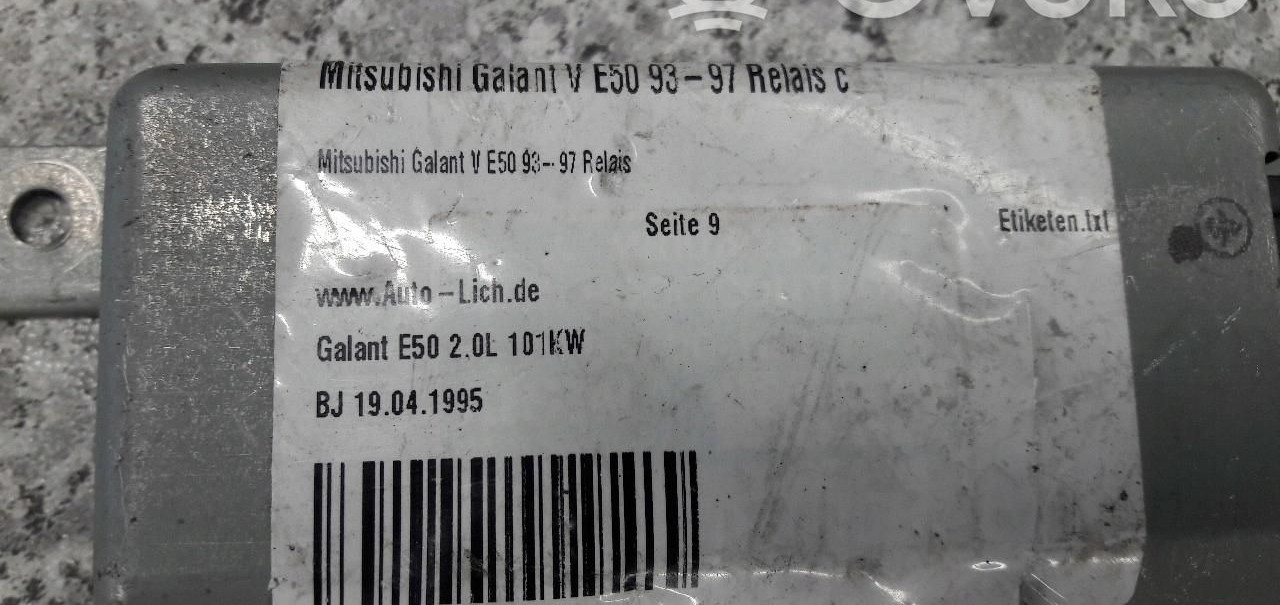 Mitsubishi Galant V E50 93-97 Relais c
Mitsubishi Galant V E50 93-97 Relais
Seite 9 Etiketen.txt
www.Auto-Lich.de
Galant E50 2.0L 101KW
BJ 19.04.1995